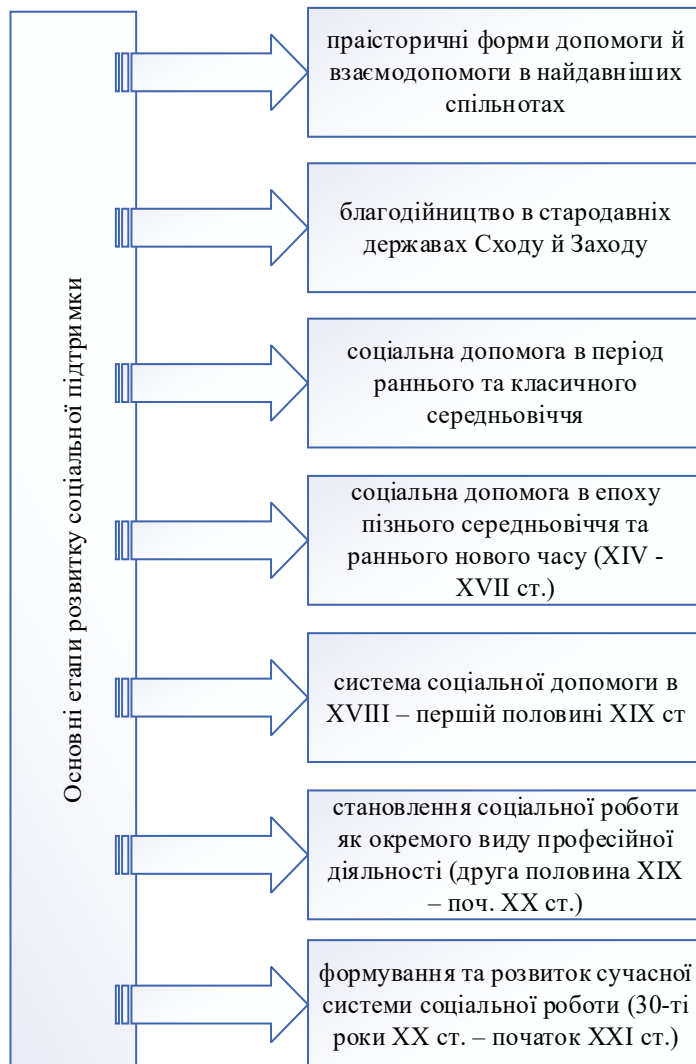 Основні етапи розвитку соціальної підтримки
праісторичні форми допомоги й
взаємодопомоги в найдавніших
спільнотах
благодійництво в стародавніх
державах Сходу й Заходу
соціальна допомога в період
раннього та класичного
середньовіччя
соціальна допомога в епоху
пізнього середньовіччя та
раннього нового часу (XIV -
XVII ст.)
система соціальної допомоги в
XVIII – першій половині XIX ст
становлення соціальної роботи
як окремого виду професійної
діяльності (друга половина XIX
– поч. XX ст.)
формування та розвиток сучасної
системи соціальної роботи (30-ті
роки XX ст. – початок XXI ст.)